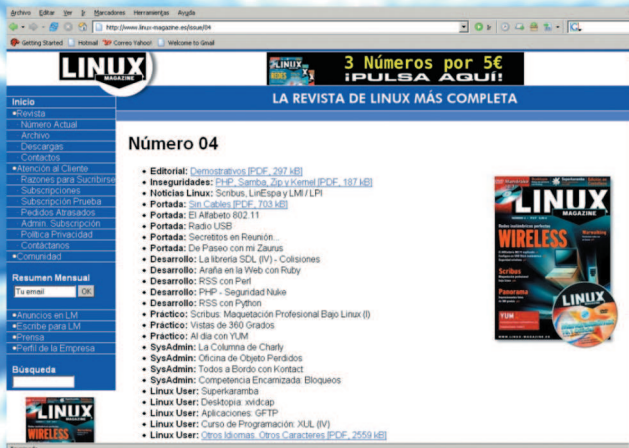 Archivo Editar Ver Ir Marcadores Herramientas Ayuda
http://www.linux-magazine.es/issue/04
Getting Started Hotmail Correo Yahoo! Welcome to Gmail
LINUX
MAGAZINE
3 Números por 5€
¡PULSA AQUÍ!
LA REVISTA DE LINUX MÁS COMPLETA
Inicio
Revista
Número Actual
Archivo
Descargas
Contactos
Atención al Cliente
Razones para Sucribirse
Subscripciones
Subscripción Prueba
Pedidos Atrasados
Admin. Subscripción
Política Privacidad
Contáctanos
Comunidad
Resumen Mensual
Tu email OK
Anuncios en LM
Escribe para LM
Prensa
Perfil de la Empresa
Búsqueda
LINUX
WIRELESS
Número 04
• Editorial: Demostrativos [PDF, 297 kB]
• Inseguridades: PHP, Samba, Zip y Kernel [PDF, 187 kB]
• Noticias Linux: Scribus, LinEspa y LMI / LPI
• Portada: Sin Cables [PDF, 703 kB]
• Portada: El Alfabeto 802.11
• Portada: Radio USB
• Portada: Secretitos en Reunión...
• Portada: De Paseo con mi Zaurus
• Desarrollo: La librería SDL (IV) - Colisiones
• Desarrollo: Araña en la Web con Ruby
• Desarrollo: RSS con Perl
• Desarrollo: PHP - Seguridad Nuke
• Desarrollo: RSS con Python
• Práctico: Scribus: Maquetación Profesional Bajo Linux (I)
• Práctico: Vistas de 360 Grados
• Práctico: Al dia con YUM
• SysAdmin: La Columna de Charly
• SysAdmin: Oficina de Objeto Perdidos
• SysAdmin: Todos a Bordo con Kontact
• SysAdmin: Competencia Encarnizada: Bloqueos
• Linux User: Superkaramba
• Linux User: Desktopia: xvidcap
• Linux User: Aplicaciones: GFTP
• Linux User: Curso de Programación: XUL (IV)
• Linux User: Otros Idiomas. Otros Caracteres [PDF, 2559 kB]
LINUX
MAGAZINE
WIRELESS
Scribus
Panorama
YUM
LINUX